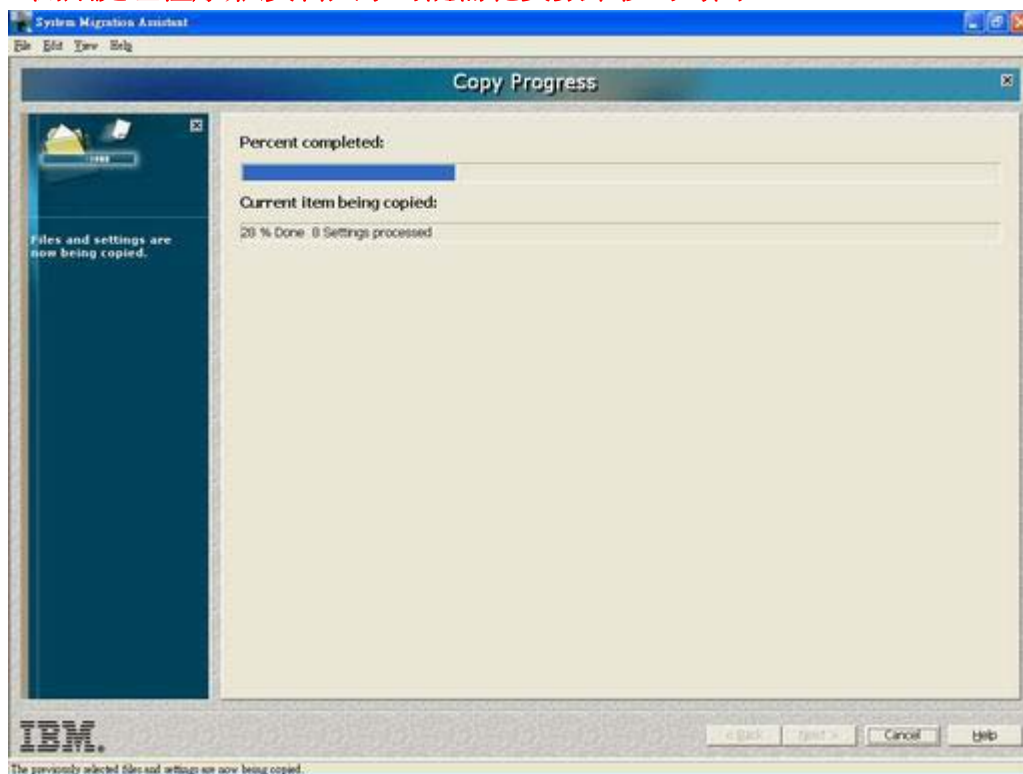 System Migration Assistant
File Edit View Help
Copy Progress
Percent completed:
Current item being copied:
28 % Done 8 Settings processed
Files and settings are
now being copied.
IBM.
< Back Next > Cancel Help
The previously selected files and settings are now being copied.